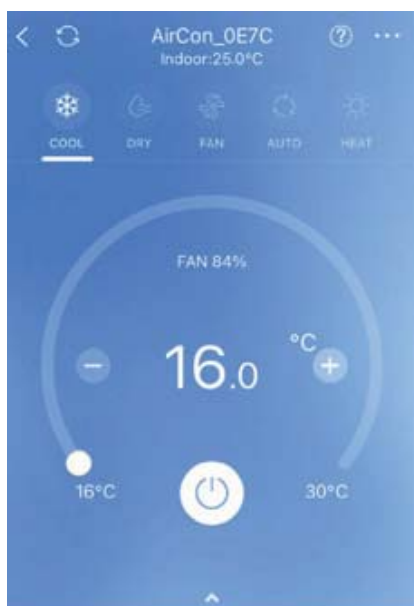 AirCon_0E7C
Indoor:25.0°C
COOL DRY FAN AUTO HEAT
FAN 84%
16.0 °C
16°C 30°C